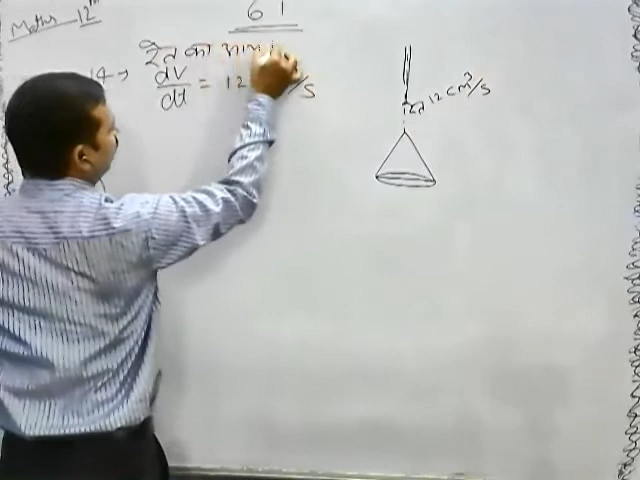 Maths 12th
6 1
रेत का
14 →
dV/dt = 12 /s
रेत 12 cm³/s